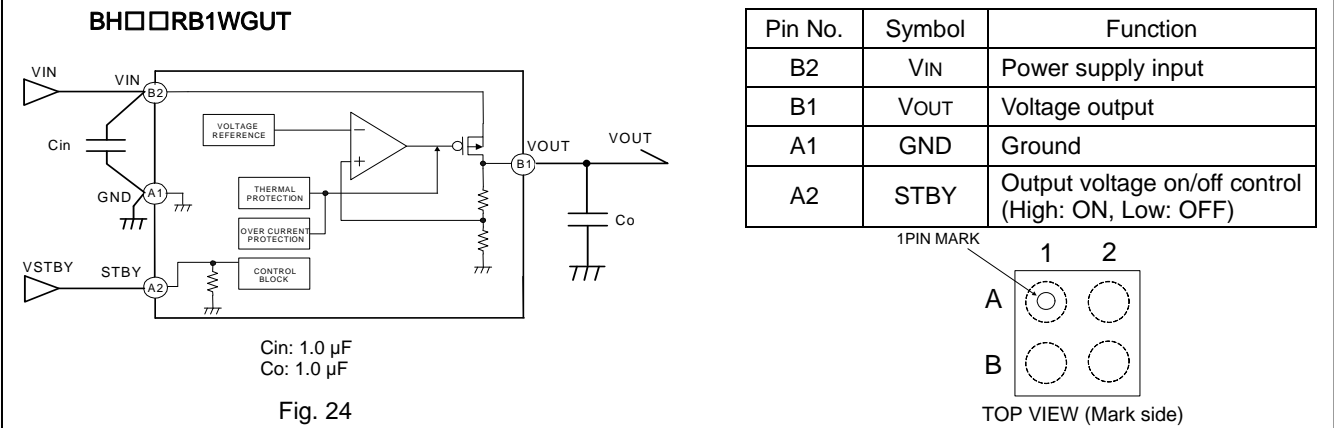 BH□□RB1WGUT
VIN
VIN
B2
Cin
GND
A1
VSTBY
STBY
A2
VOLTAGE
REFERENCE
THERMAL
PROTECTION
OVER CURRENT
PROTECTION
CONTROL
BLOCK
−
+
VOUT
B1
VOUT
Co
Cin: 1.0 µF
Co: 1.0 µF
Fig. 24
Pin No. Symbol Function
B2 VIN Power supply input
B1 VOUT Voltage output
A1 GND Ground
A2 STBY Output voltage on/off control
(High: ON, Low: OFF)
1PIN MARK
1 2
A
B
TOP VIEW (Mark side)